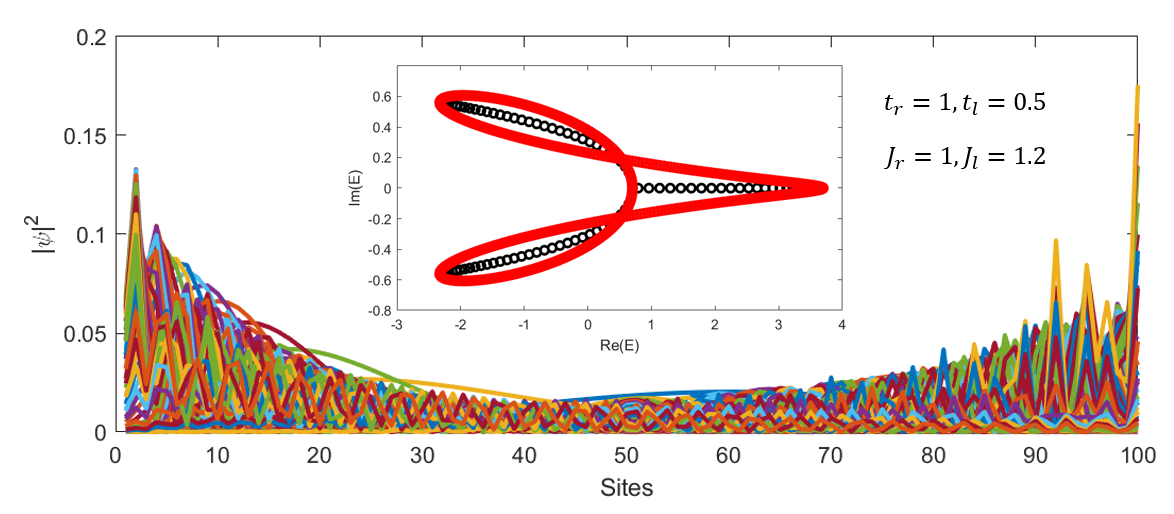 0.2
0.15
0.1
0.05
0
|ψ|²
0 10 20 30 40 50 60 70 80 90 100
Sites
0.6
0.4
0.2
0
-0.2
-0.4
-0.6
-0.8
Im(E)
-3 -2 -1 0 1 2 3 4
Re(E)
t_r = 1, t_l = 0.5
J_r = 1, J_l = 1.2